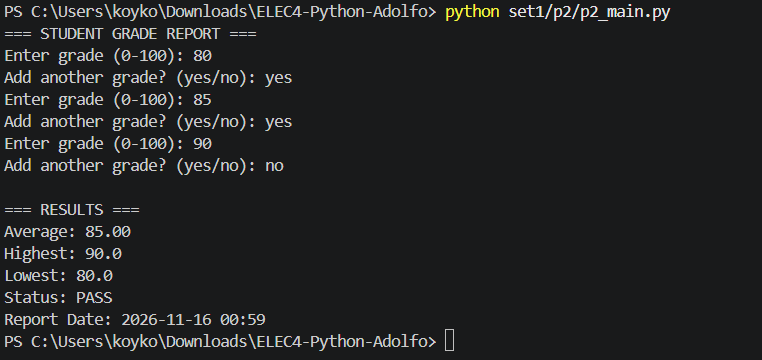 PS C:\Users\koyko\Downloads\ELEC4-Python-Adolfo> python set1/p2/p2_main.py
=== STUDENT GRADE REPORT ===
Enter grade (0-100): 80
Add another grade? (yes/no): yes
Enter grade (0-100): 85
Add another grade? (yes/no): yes
Enter grade (0-100): 90
Add another grade? (yes/no): no
=== RESULTS ===
Average: 85.00
Highest: 90.0
Lowest: 80.0
Status: PASS
Report Date: 2026-11-16 00:59
PS C:\Users\koyko\Downloads\ELEC4-Python-Adolfo>